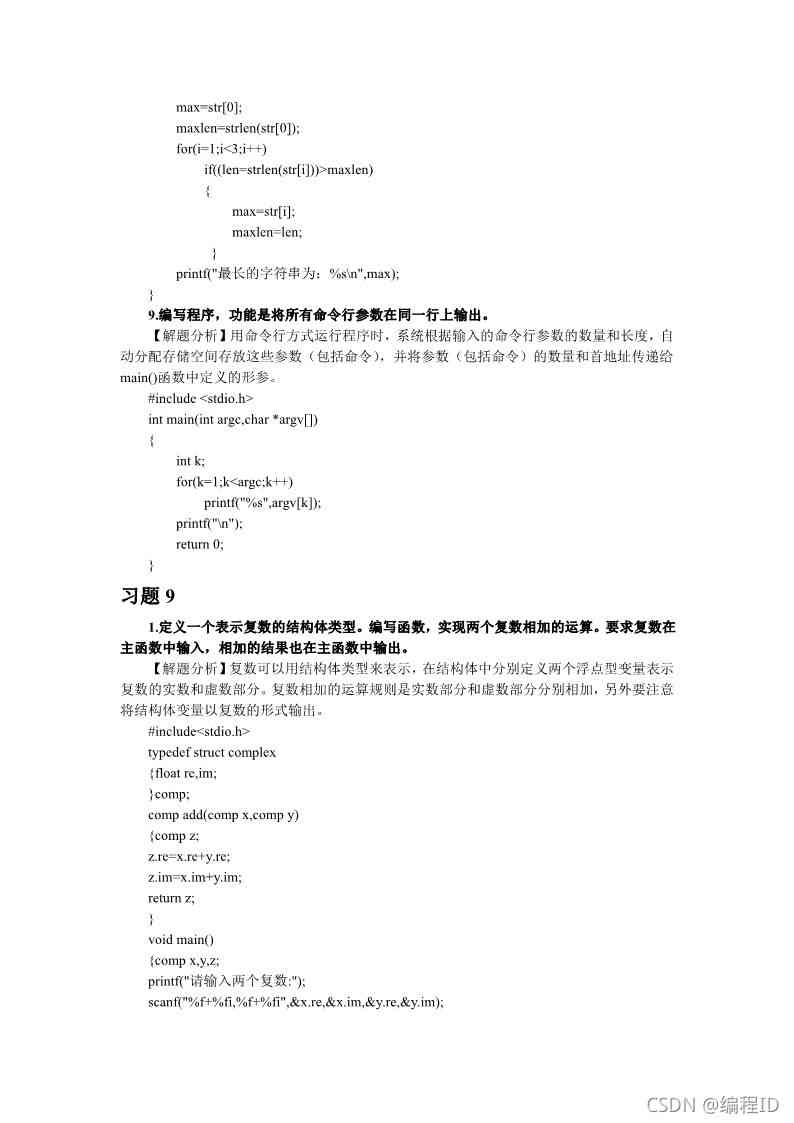 max=str[0];
maxlen=strlen(str[0]);
for(i=1;i<3;i++)
if((len=strlen(str[i]))>maxlen)
{
max=str[i];
maxlen=len;
}
printf("最长的字符串为：%s\n",max);
}
9.编写程序，功能是将所有命令行参数在同一行上输出。
【解题分析】用命令行方式运行程序时，系统根据输入的命令行参数的数量和长度，自
动分配存储空间存放这些参数（包括命令），并将参数（包括命令）的数量和首地址传递给
main()函数中定义的形参。
#include <stdio.h>
int main(int argc,char *argv[])
{
int k;
for(k=1;k<argc;k++)
printf("%s",argv[k]);
printf("\n");
return 0;
}
习题 9
1.定义一个表示复数的结构体类型。编写函数，实现两个复数相加的运算。要求复数在
主函数中输入，相加的结果也在主函数中输出。
【解题分析】复数可以用结构体类型来表示，在结构体中分别定义两个浮点型变量表示
复数的实数和虚数部分。复数相加的运算规则是实数部分和虚数部分分别相加，另外要注意
将结构体变量以复数的形式输出。
#include<stdio.h>
typedef struct complex
{float re,im;
}comp;
comp add(comp x,comp y)
{comp z;
z.re=x.re+y.re;
z.im=x.im+y.im;
return z;
}
void main()
{comp x,y,z;
printf("请输入两个复数:");
scanf("%f+%fi,%f+%fi",&x.re,&x.im,&y.re,&y.im);
CSDN @编程ID